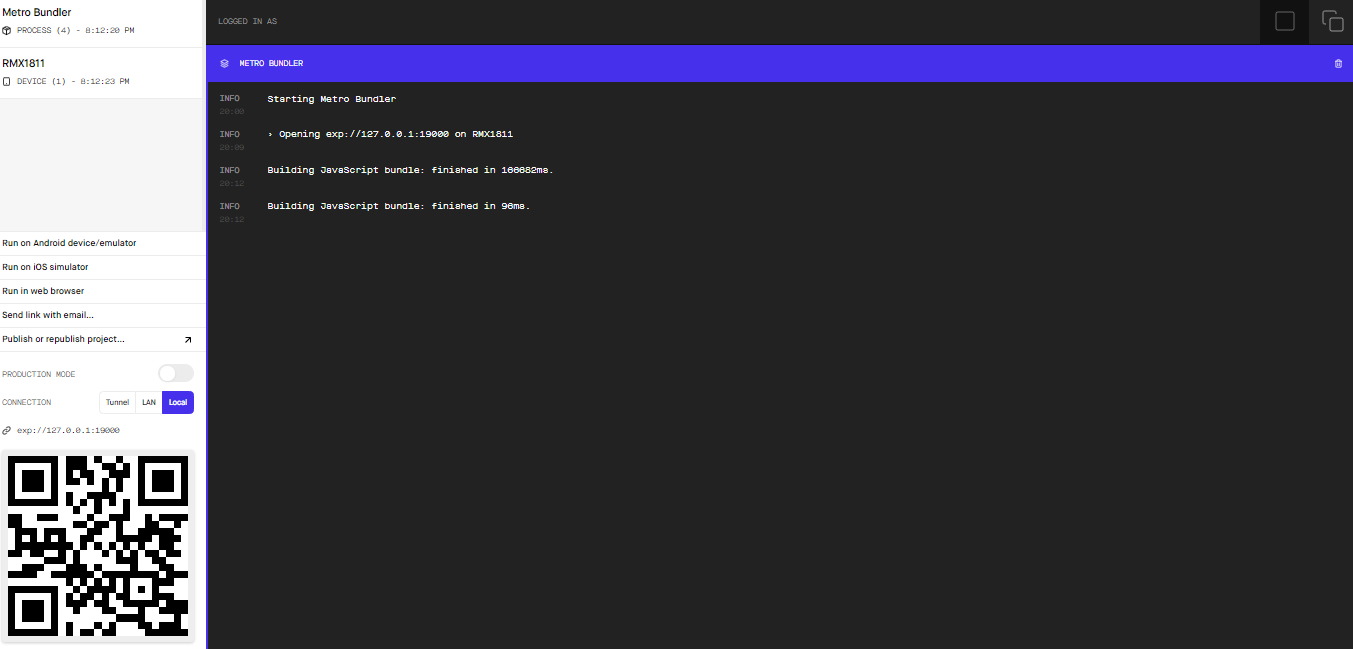 Metro Bundler
PROCESS (4) - 8:12:20 PM
RMX1811
DEVICE (1) - 8:12:23 PM
Run on Android device/emulator
Run on iOS simulator
Run in web browser
Send link with email...
Publish or republish project...
PRODUCTION MODE
CONNECTION
Tunnel LAN Local
exp://127.0.0.1:19000
LOGGED IN AS
METRO BUNDLER
INFO Starting Metro Bundler
20:00
INFO › Opening exp://127.0.0.1:19000 on RMX1811
20:09
INFO Building JavaScript bundle: finished in 166682ms.
20:12
INFO Building JavaScript bundle: finished in 96ms.
20:12